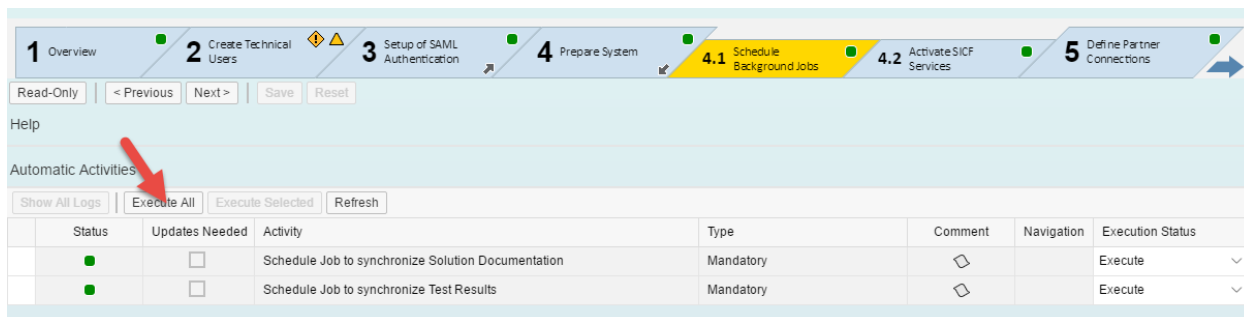 1 Overview
2 Create Technical Users
3 Setup of SAML Authentication
4 Prepare System
4.1 Schedule Background Jobs
4.2 Activate SICF Services
5 Define Partner Connections
Read-Only < Previous Next > Save Reset
Help
Automatic Activities
Show All Logs Execute All Execute Selected Refresh
Status Updates Needed Activity Type Comment Navigation Execution Status
Schedule Job to synchronize Solution Documentation Mandatory Execute
Schedule Job to synchronize Test Results Mandatory Execute